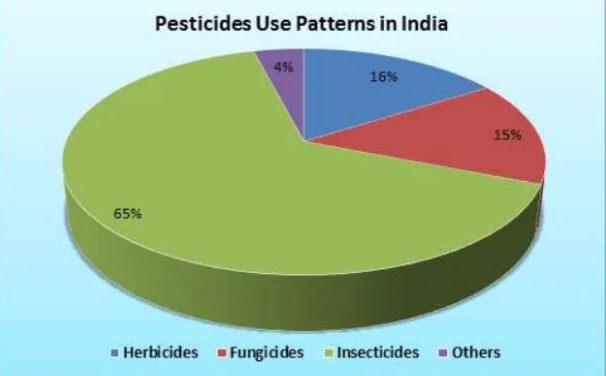 Pesticides Use Patterns in India
4%
16%
15%
65%
Herbicides Fungicides Insecticides Others